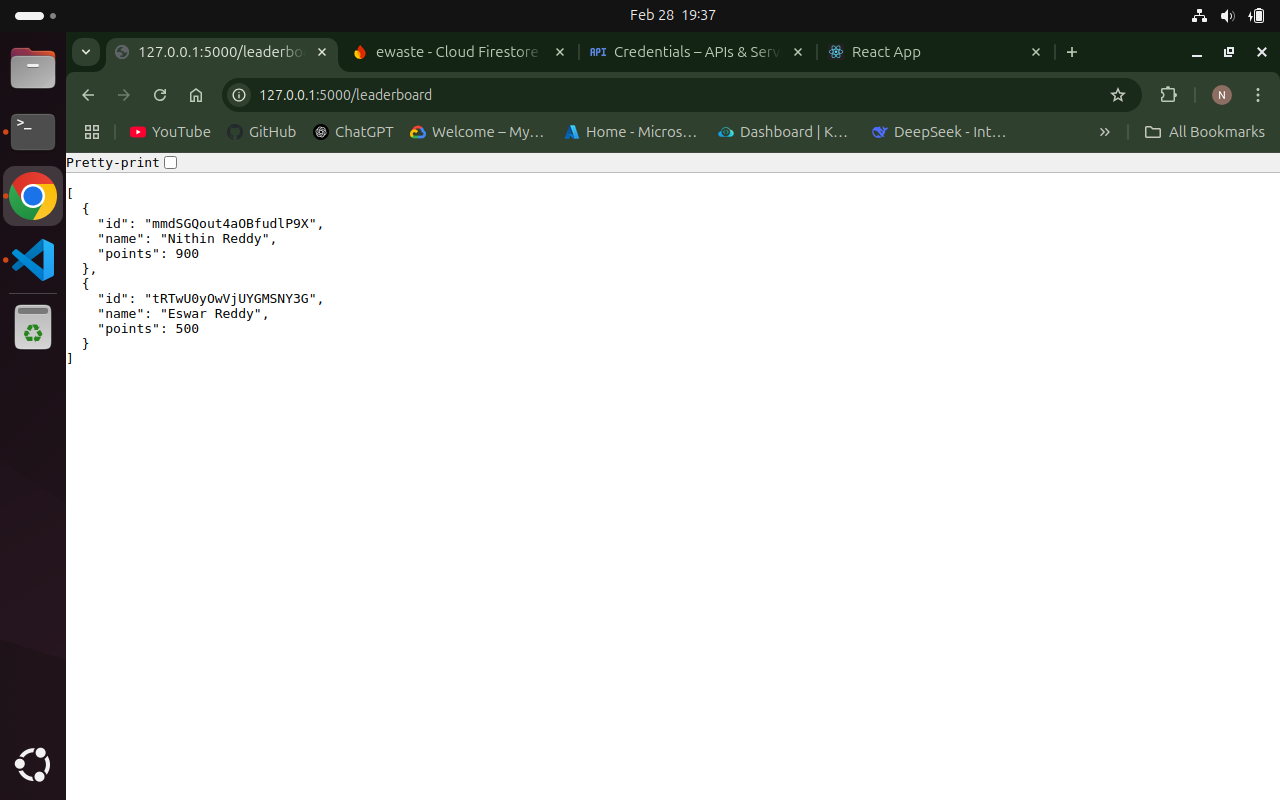 Feb 28 19:37
127.0.0.1:5000/leaderbo
ewaste - Cloud Firestore
API Credentials – APIs & Serv
React App
127.0.0.1:5000/leaderboard
N
YouTube
GitHub
ChatGPT
Welcome – My…
Home - Micros…
Dashboard | K…
DeepSeek - Int…
All Bookmarks
Pretty-print
[
  {
    "id": "mmdSGQout4aOBfudlP9X",
    "name": "Nithin Reddy",
    "points": 900
  },
  {
    "id": "tRTwU0yOwVjUYGMSNY3G",
    "name": "Eswar Reddy",
    "points": 500
  }
]